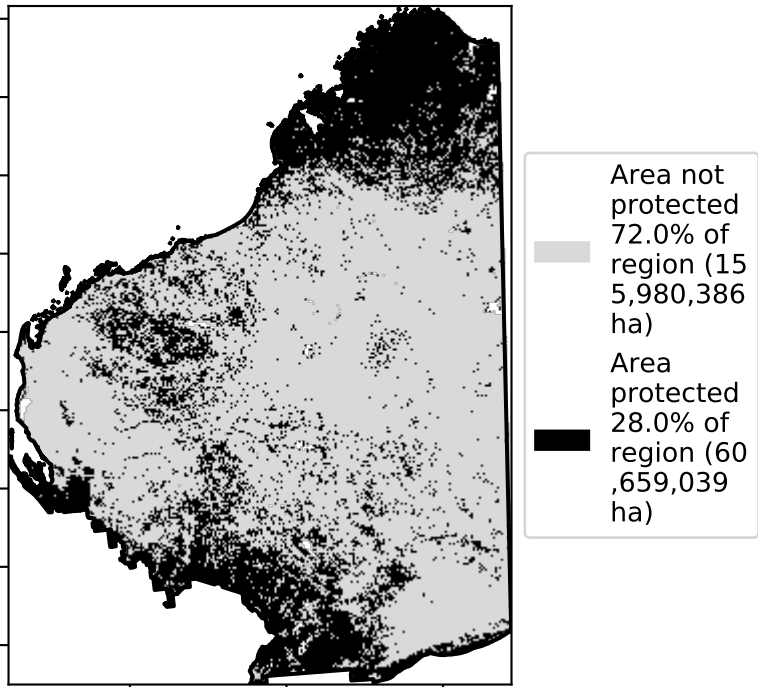 Area not
protected
72.0% of
region (15
5,980,386
ha)
Area
protected
28.0% of
region (60
,659,039
ha)